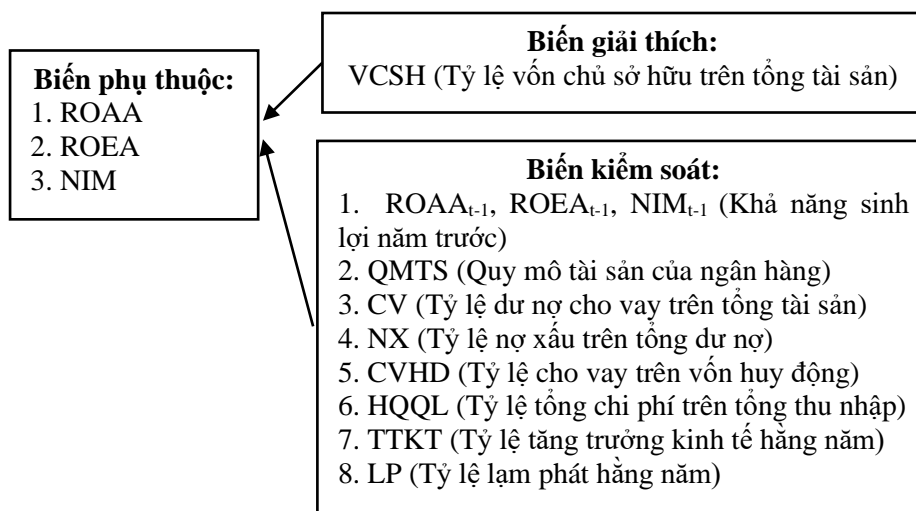 Biến phụ thuộc:
1. ROAA
2. ROEA
3. NIM
Biến giải thích:
VCSH (Tỷ lệ vốn chủ sở hữu trên tổng tài sản)
Biến kiểm soát:
1. ROAAt-1, ROEAt-1, NIMt-1 (Khả năng sinh
lợi năm trước)
2. QMTS (Quy mô tài sản của ngân hàng)
3. CV (Tỷ lệ dư nợ cho vay trên tổng tài sản)
4. NX (Tỷ lệ nợ xấu trên tổng dư nợ)
5. CVHD (Tỷ lệ cho vay trên vốn huy động)
6. HQQL (Tỷ lệ tổng chi phí trên tổng thu nhập)
7. TTKT (Tỷ lệ tăng trưởng kinh tế hằng năm)
8. LP (Tỷ lệ lạm phát hằng năm)